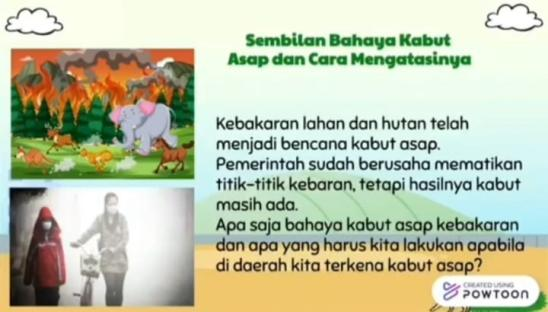 Sembilan Bahaya Kabut
Asap dan Cara Mengatasinya
Kebakaran lahan dan hutan telah
menjadi bencana kabut asap.
Pemerintah sudah berusaha mematikan
titik-titik kebaran, tetapi hasilnya kabut
masih ada.
Apa saja bahaya kabut asap kebakaran
dan apa yang harus kita lakukan apabila
di daerah kita terkena kabut asap?
CREATED USING
POWTOON